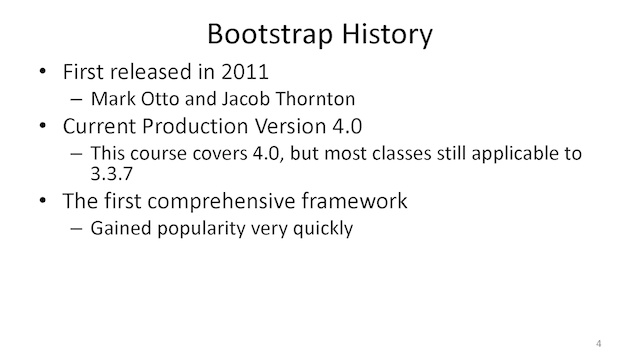 Bootstrap History
• First released in 2011
– Mark Otto and Jacob Thornton
• Current Production Version 4.0
– This course covers 4.0, but most classes still applicable to
3.3.7
• The first comprehensive framework
– Gained popularity very quickly
4